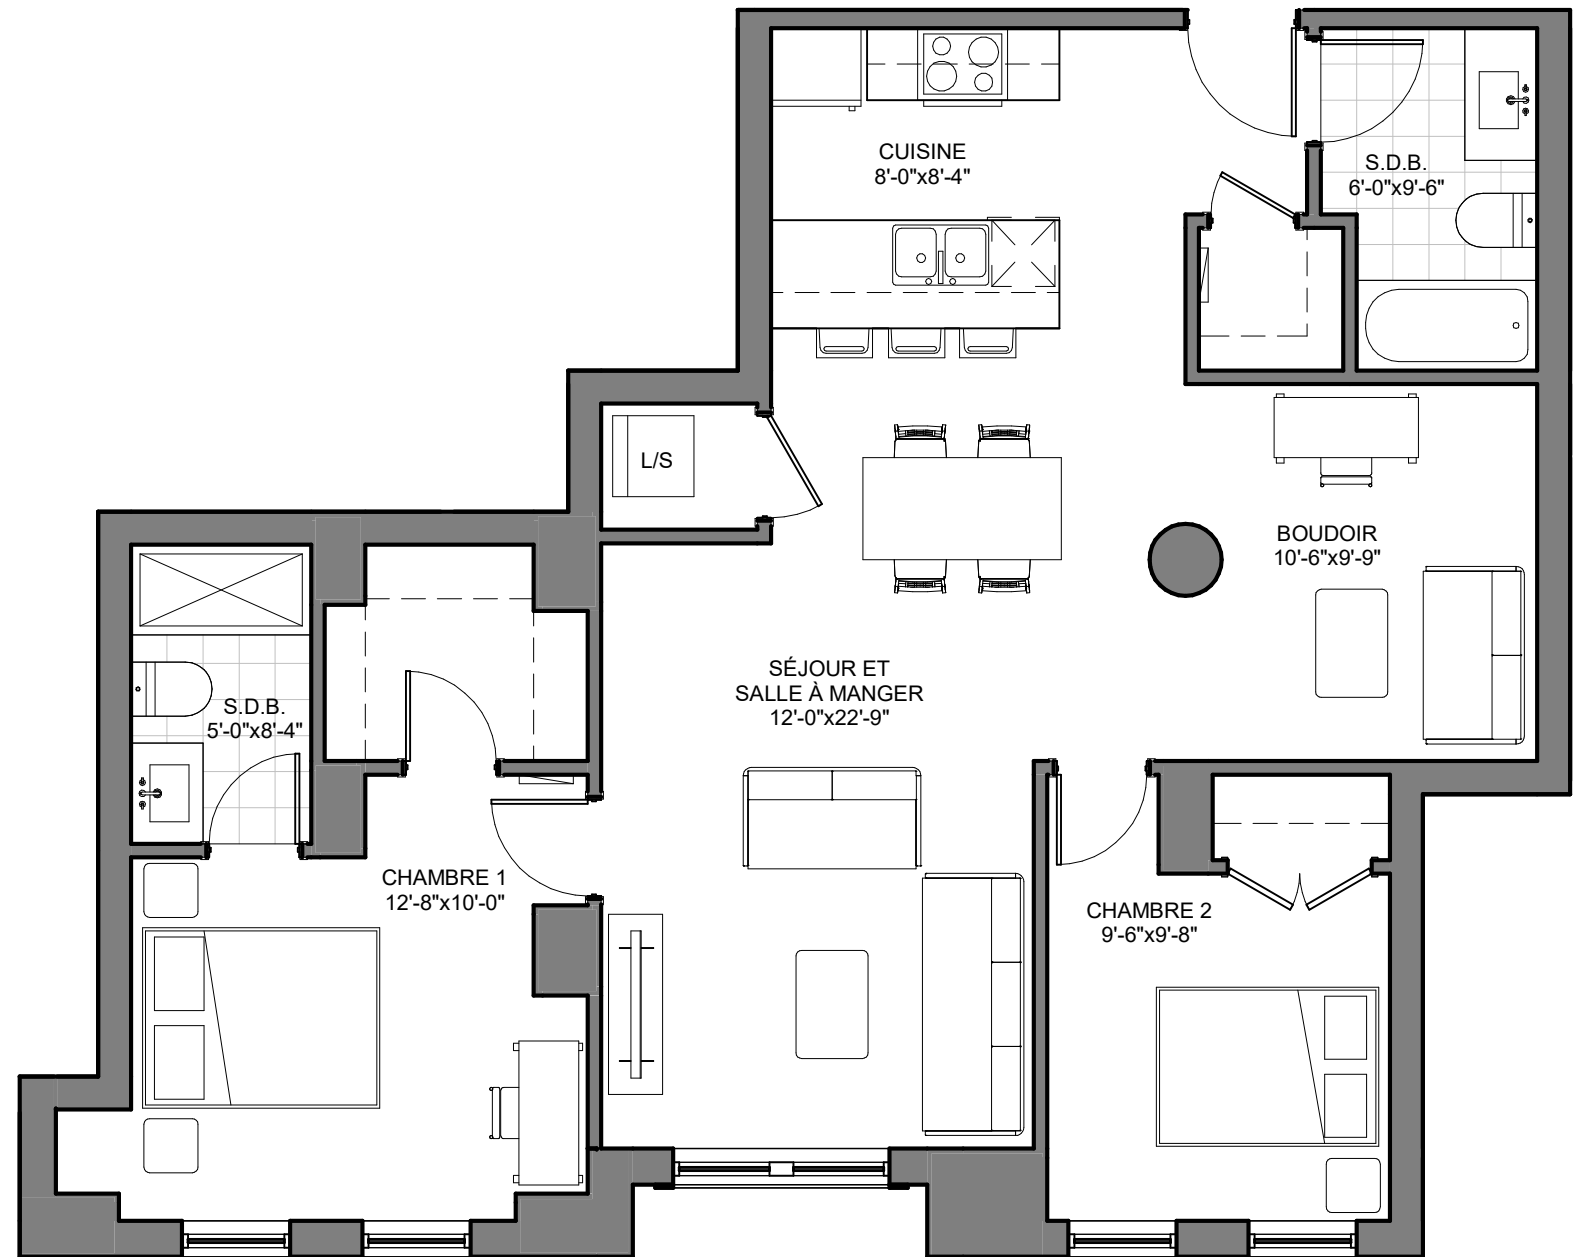 CUISINE
8'-0"x8'-4"
S.D.B.
6'-0"x9'-6"
L/S
BOUDOIR
10'-6"x9'-9"
SÉJOUR ET
SALLE À MANGER
12'-0"x22'-9"
S.D.B.
5'-0"x8'-4"
CHAMBRE 1
12'-8"x10'-0"
CHAMBRE 2
9'-6"x9'-8"